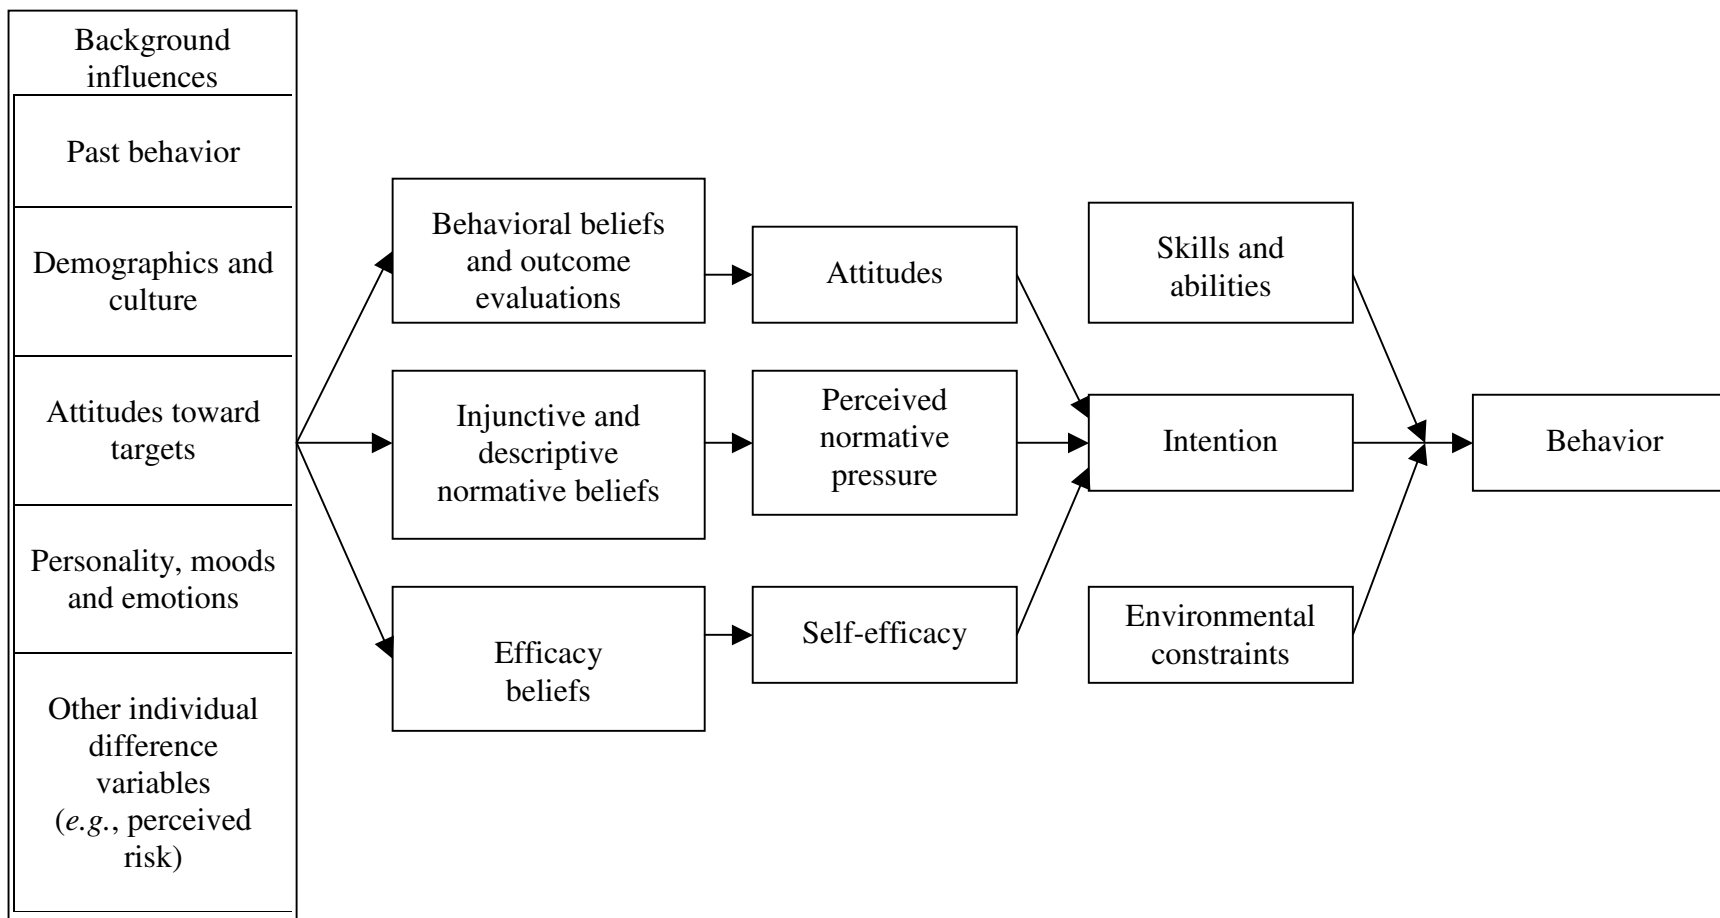 Background
influences
Past behavior
Demographics and
culture
Attitudes toward
targets
Personality, moods
and emotions
Other individual
difference
variables
(e.g., perceived
risk)
Behavioral beliefs
and outcome
evaluations
Injunctive and
descriptive
normative beliefs
Efficacy
beliefs
Attitudes
Perceived
normative
pressure
Self-efficacy
Skills and
abilities
Intention
Environmental
constraints
Behavior